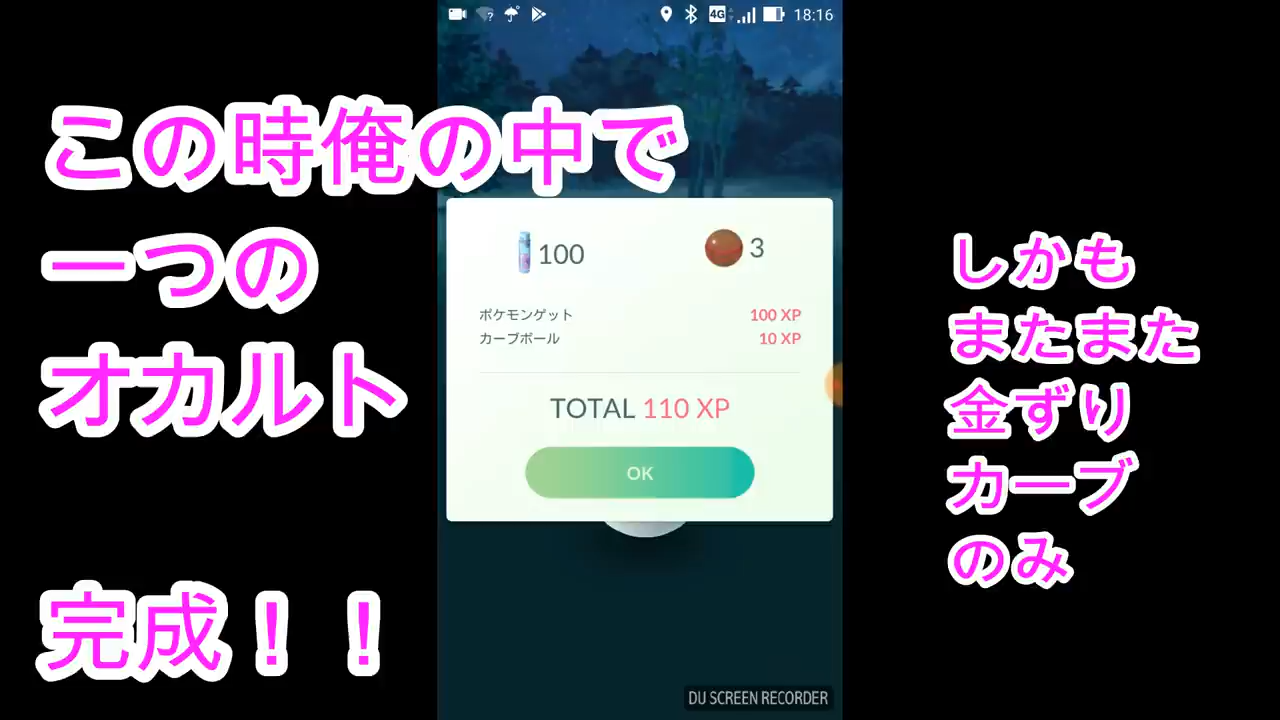 4G 18:16
この時俺の中で
一つの
オカルト
完成！！
100 3
ポケモンゲット 100 XP
カーブボール 10 XP
TOTAL 110 XP
OK
しかも
またまた
金ずり
カーブ
のみ
DU SCREEN RECORDER